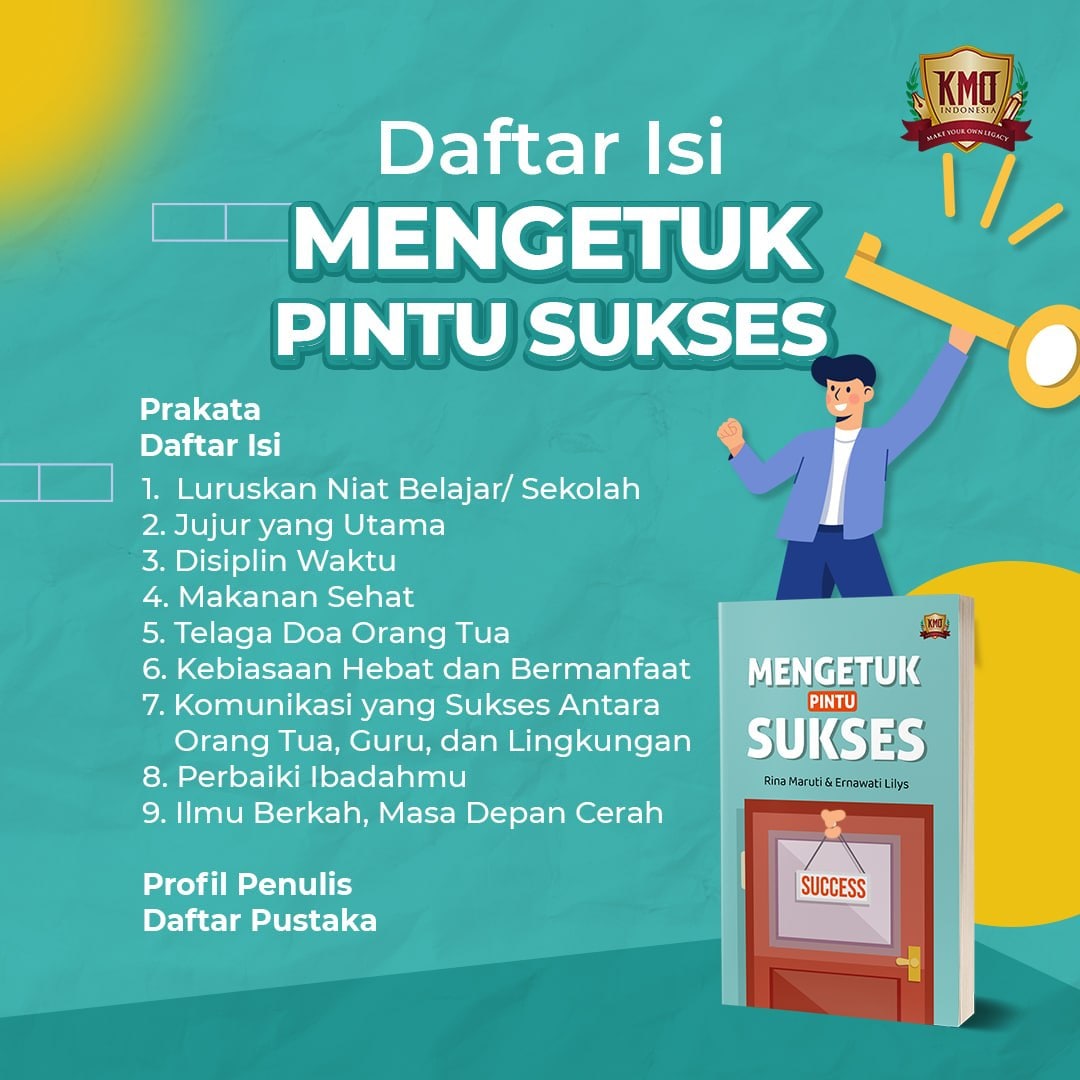 KMO
INDONESIA
MAKE YOUR OWN LEGACY
Daftar Isi
MENGETUK
PINTU SUKSES
Prakata
Daftar Isi
1. Luruskan Niat Belajar/ Sekolah
2. Jujur yang Utama
3. Disiplin Waktu
4. Makanan Sehat
5. Telaga Doa Orang Tua
6. Kebiasaan Hebat dan Bermanfaat
7. Komunikasi yang Sukses Antara
Orang Tua, Guru, dan Lingkungan
8. Perbaiki Ibadahmu
9. Ilmu Berkah, Masa Depan Cerah
Profil Penulis
Daftar Pustaka
KMO
MENGETUK
PINTU
SUKSES
Rina Maruti & Ernawati Lilys
SUCCESS